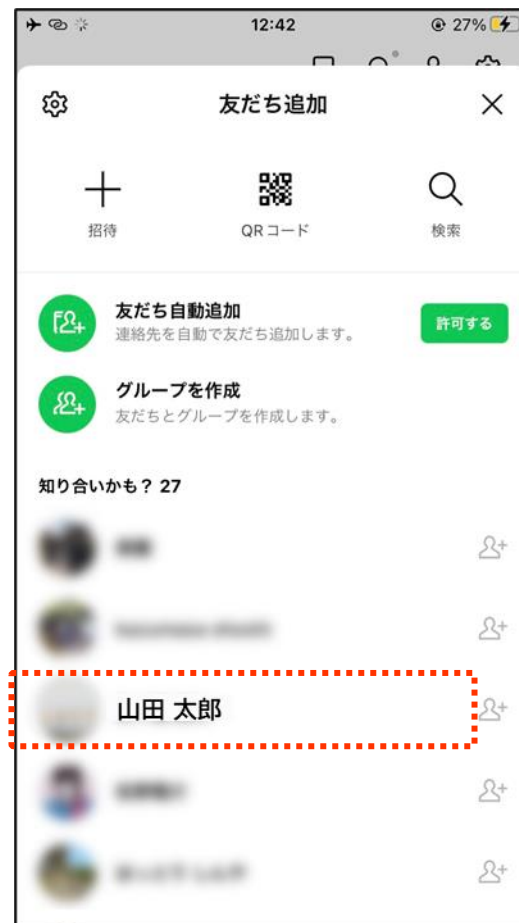 12:42
27%
友だち追加
招待
QRコード
検索
友だち自動追加
連絡先を自動で友だち追加します。
許可する
グループを作成
友だちとグループを作成します。
知り合いかも？ 27
山田 太郎